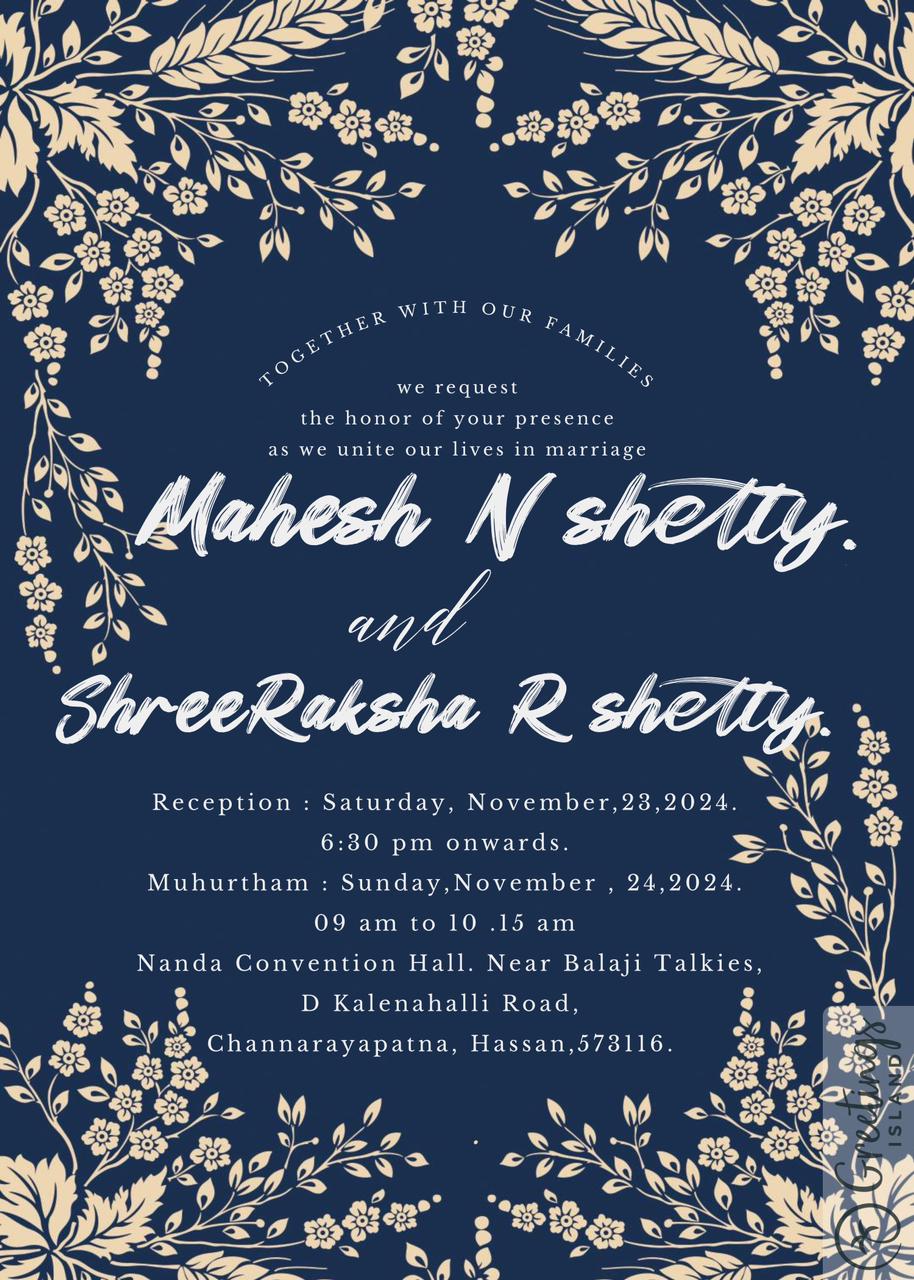 TOGETHER WITH OUR FAMILIES
we request
the honor of your presence
as we unite our lives in marriage
Mahesh N shetty.
and
ShreeRaksha R shetty.
Reception : Saturday, November,23,2024.
6:30 pm onwards.
Muhurtham : Sunday,November , 24,2024.
09 am to 10 .15 am
Nanda Convention Hall. Near Balaji Talkies,
D Kalenahalli Road,
Channarayapatna, Hassan,573116.
.
Greetings
ISLAND